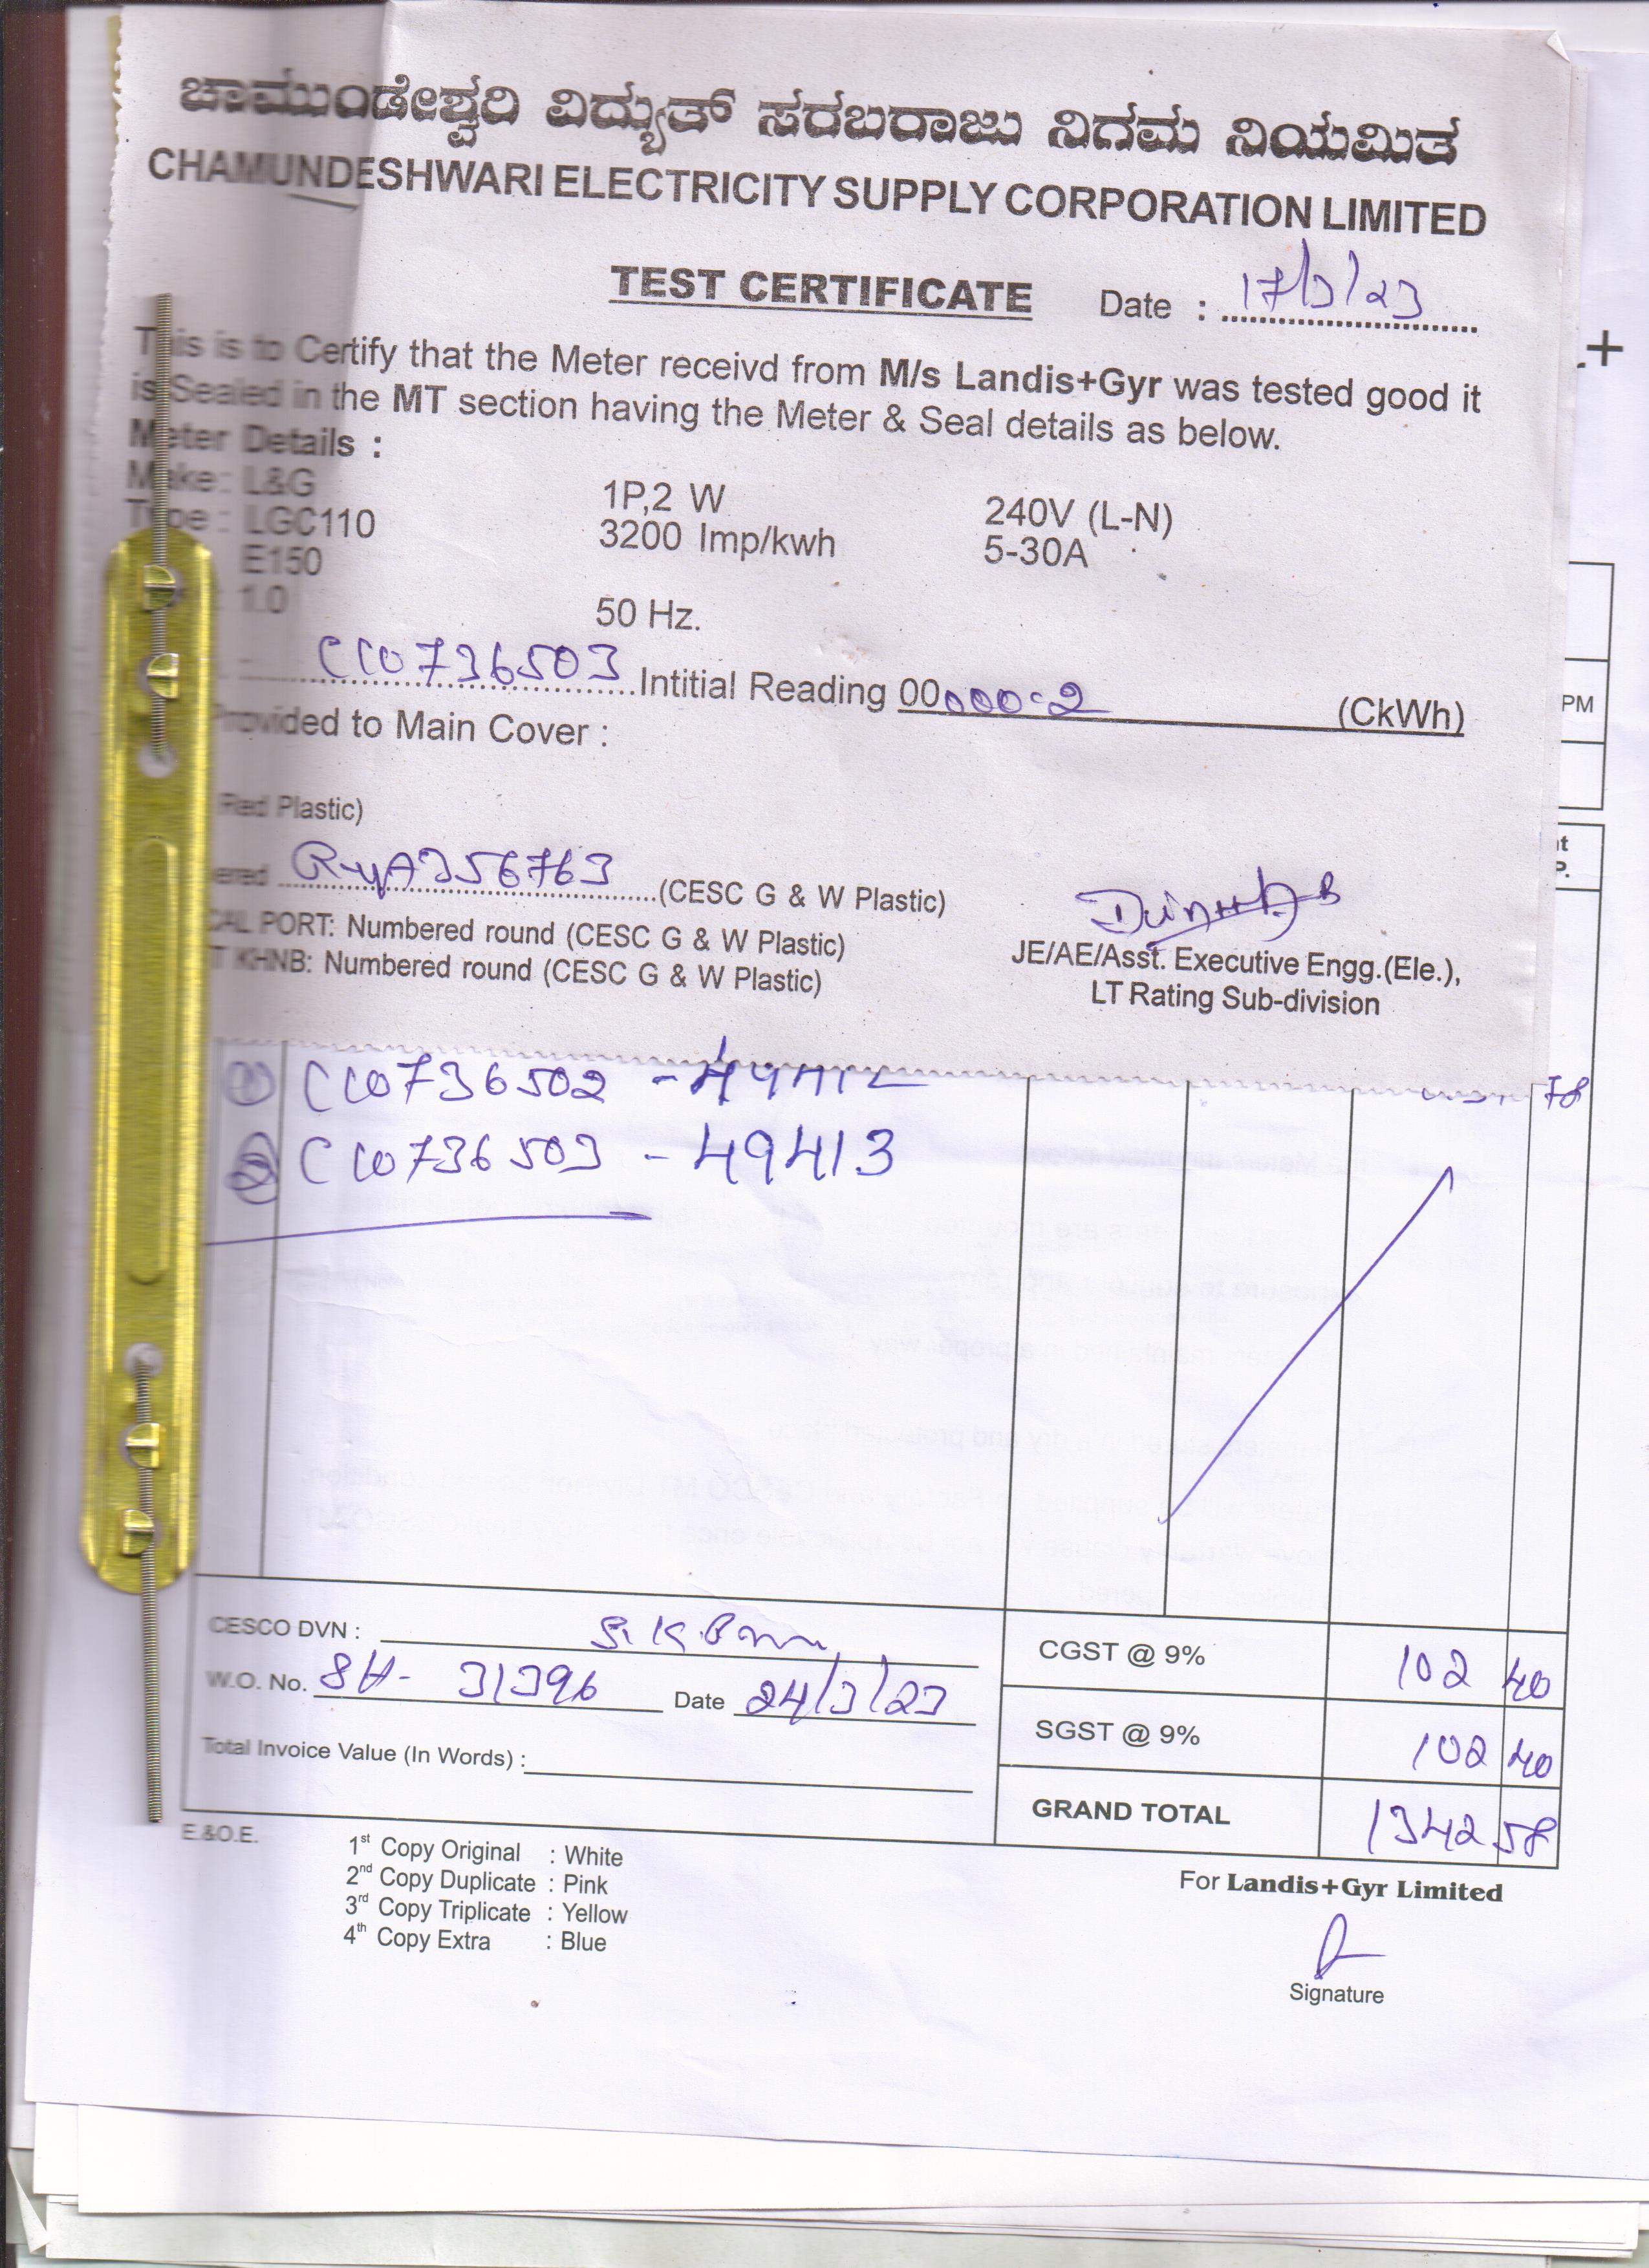 ಚಾಮುಂಡೇಶ್ವರಿ ವಿದ್ಯುತ್ ಸರಬರಾಜು ನಿಗಮ ನಿಯಮಿತ
CHAMUNDESHWARI ELECTRICITY SUPPLY CORPORATION LIMITED
TEST CERTIFICATE Date : 17/3/23
This is to Certify that the Meter receivd from M/s Landis+Gyr was tested good it
is Sealed in the MT section having the Meter & Seal details as below.
Meter Details :
Make: L&G 1P,2 W 240V (L-N)
Type : LGC110 3200 Imp/kwh 5-30A
E150
1.0 50 Hz.
CC10736503 Intitial Reading 00000.2 (CkWh)
Provided to Main Cover :
Red Plastic)
356763 (CESC G & W Plastic)
CAL PORT: Numbered round (CESC G & W Plastic)
T KHNB: Numbered round (CESC G & W Plastic)
JE/AE/Asst. Executive Engg.(Ele.),
LT Rating Sub-division
L+
PM
P.
① CC10736502 - 49412 78
② CC10736503 - 49413
CESCO DVN :
W.O. No. 8H- 31396 Date 24/3/23
Total Invoice Value (In Words) :
CGST @ 9% 102 40
SGST @ 9% 102 40
GRAND TOTAL 1342 58
E.&O.E.
1st Copy Original : White
2nd Copy Duplicate : Pink
3rd Copy Triplicate : Yellow
4th Copy Extra : Blue
For Landis+Gyr Limited
Signature